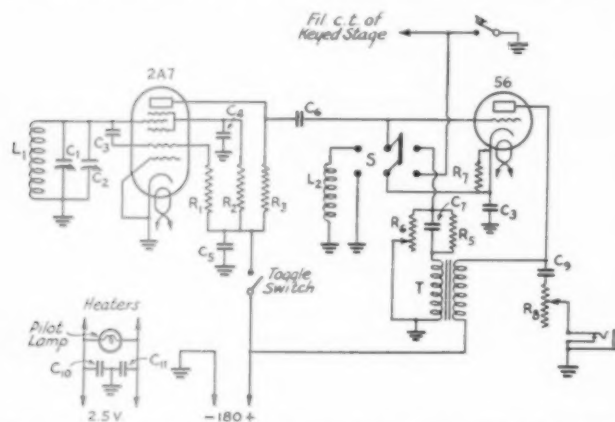 Fil. c.t. of
Keyed Stage
2A7
56
C8
C6
C3
L1
C1
C2
S
L2
R7
C7
C3
R1
R2
R3
R6
R5
C5
T
C9
R8
Toggle
Switch
Heaters
Pilot
Lamp
C10
C11
2.5 V.
-180+